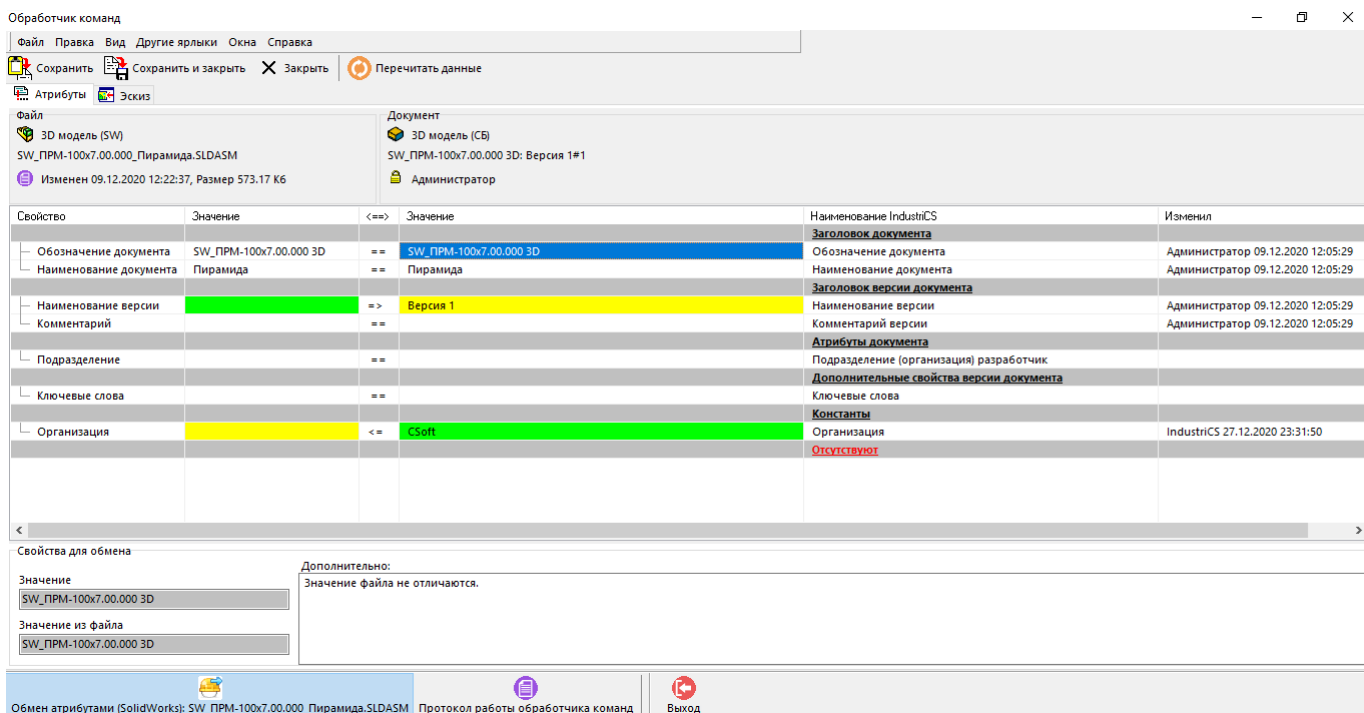 Обработчик команд
Файл Правка Вид Другие ярлыки Окна Справка
Сохранить Сохранить и закрыть Закрыть Перечитать данные
Атрибуты Эскиз
Файл Документ
3D модель (SW) 3D модель (СБ)
SW_ПРМ-100x7.00.000_Пирамида.SLDASM SW_ПРМ-100x7.00.000 3D: Версия 1#1
Изменен 09.12.2020 12:22:37, Размер 573.17 Кб Администратор
Свойство Значение <==> Значение Наименование IndustriCS Изменил
Заголовок документа
Обозначение документа SW_ПРМ-100x7.00.000 3D == SW_ПРМ-100x7.00.000 3D Обозначение документа Администратор 09.12.2020 12:05:29
Наименование документа Пирамида == Пирамида Наименование документа Администратор 09.12.2020 12:05:29
Заголовок версии документа
Наименование версии => Версия 1 Наименование версии Администратор 09.12.2020 12:05:29
Комментарий == Комментарий версии Администратор 09.12.2020 12:05:29
Атрибуты документа
Подразделение == Подразделение (организация) разработчик
Дополнительные свойства версии документа
Ключевые слова == Ключевые слова
Константы
Организация <= CSoft Организация IndustriCS 27.12.2020 23:31:50
Отсутствуют
Свойства для обмена
Дополнительно:
Значение Значение файла не отличаются.
SW_ПРМ-100x7.00.000 3D
Значение из файла
SW_ПРМ-100x7.00.000 3D
Обмен атрибутами (SolidWorks): SW_ПРМ-100x7.00.000_Пирамида.SLDASM Протокол работы обработчика команд Выход